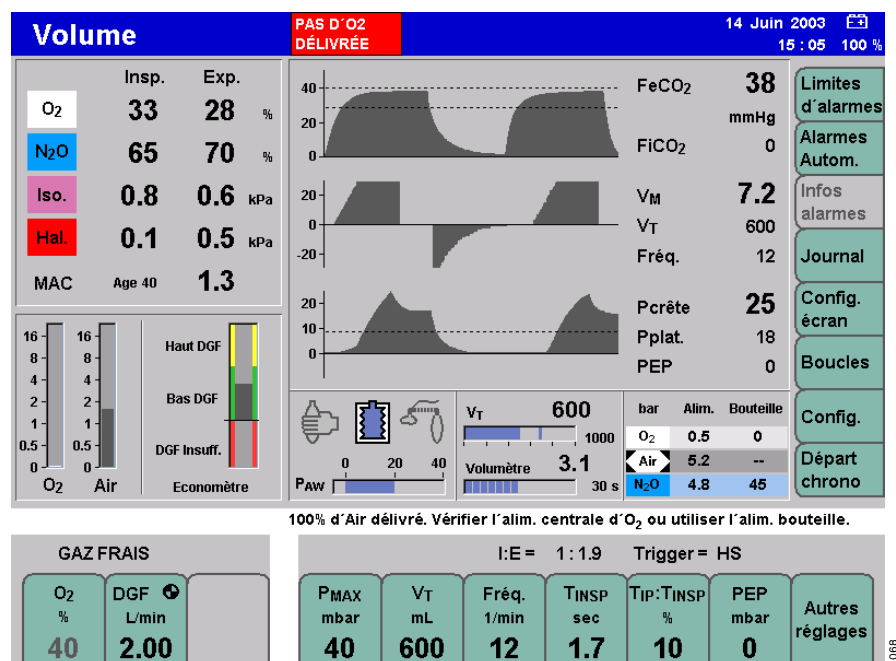 Volume
PAS D´O2
DÉLIVRÉE
14 Juin 2003
15 : 05 100 %
Insp. Exp.
O2 33 28 %
N2O 65 70 %
Iso. 0.8 0.6 kPa
Hal. 0.1 0.5 kPa
MAC Age 40 1.3
16 16
8 8
4 4
2 2
1 1
0.5 0.5
0 0
O2 Air
Haut DGF
Bas DGF
DGF Insuff.
Economètre
40
20
0
FeCO2 38
mmHg
FiCO2 0
20
0
-20
VM 7.2
VT 600
Fréq. 12
20
10
0
Pcrête 25
Pplat. 18
PEP 0
0 20 40
PAW
VT 600
1000
Volumètre 3.1
30 s
bar Alim. Bouteille
O2 0.5 0
Air 5.2 --
N2O 4.8 45
Limites
d´alarmes
Alarmes
Autom.
Infos
alarmes
Journal
Config.
écran
Boucles
Config.
Départ
chrono
100% d´Air délivré. Vérifier l´alim. centrale d´O2 ou utiliser l´alim. bouteille.
GAZ FRAIS
I:E = 1 : 1.9 Trigger = HS
O2
%
40
DGF
L/min
2.00
PMAX
mbar
40
VT
mL
600
Fréq.
1/min
12
TINSP
sec
1.7
TIP:TINSP
%
10
PEP
mbar
0
Autres
réglages